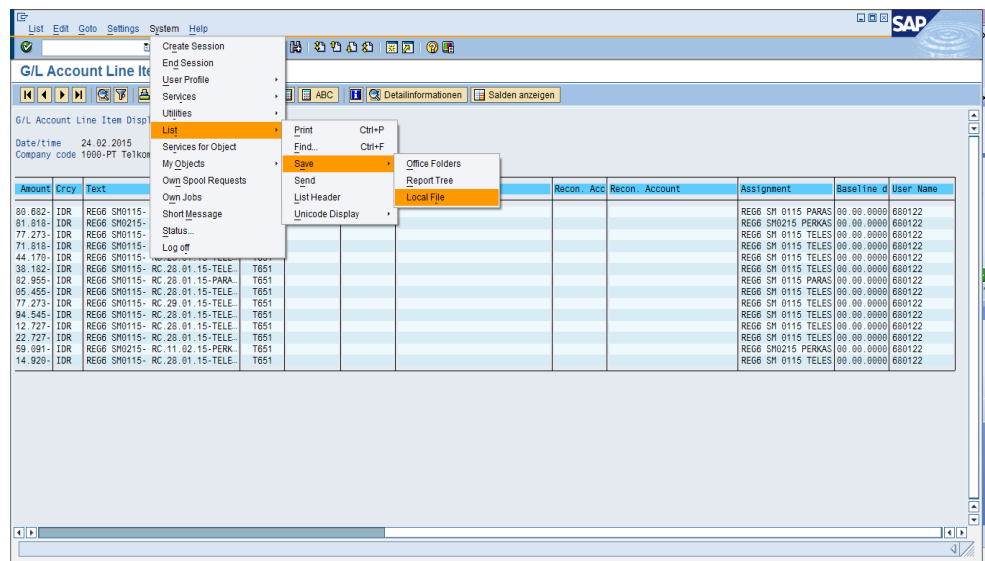 List Edit Goto Settings System Help
SAP
Create Session
End Session
User Profile
Services
Utilities
List
Services for Object
My Objects
Own Spool Requests
Own Jobs
Short Message
Status...
Log off
Print Ctrl+P
Find... Ctrl+F
Save
Send
List Header
Unicode Display
Office Folders
Report Tree
Local File
G/L Account Line Ite
ABC Detailinformationen Salden anzeigen
G/L Account Line Item Disp
Date/time 24.02.2015
Company code 1000-PT Telkom
Amount Crcy Text Recon. Acc Recon. Account Assignment Baseline d User Name
80.682- IDR REG6 SM0115- REG6 SM 0115 PARAS 00.00.0000 680122
81.818- IDR REG6 SM0215- REG6 SM0215 PERKAS 00.00.0000 680122
77.273- IDR REG6 SM0115- REG6 SM 0115 TELES 00.00.0000 680122
71.818- IDR REG6 SM0115- REG6 SM 0115 TELES 00.00.0000 680122
44.170- IDR REG6 SM0115- REG6 SM 0115 TELES 00.00.0000 680122
38.182- IDR REG6 SM0115- RC.28.01.15-TELE… T651 REG6 SM 0115 TELES 00.00.0000 680122
82.955- IDR REG6 SM0115- RC.28.01.15-PARA… T651 REG6 SM 0115 PARAS 00.00.0000 680122
05.455- IDR REG6 SM0115- RC.28.01.15-TELE… T651 REG6 SM 0115 TELES 00.00.0000 680122
77.273- IDR REG6 SM0115- RC.29.01.15-TELE… T651 REG6 SM 0115 TELES 00.00.0000 680122
94.545- IDR REG6 SM0115- RC.28.01.15-TELE… T651 REG6 SM 0115 TELES 00.00.0000 680122
12.727- IDR REG6 SM0115- RC.28.01.15-TELE… T651 REG6 SM 0115 TELES 00.00.0000 680122
22.727- IDR REG6 SM0115- RC.28.01.15-TELE… T651 REG6 SM 0115 TELES 00.00.0000 680122
59.091- IDR REG6 SM0215- RC.11.02.15-PERK… T651 REG6 SM0215 PERKAS 00.00.0000 680122
14.920- IDR REG6 SM0115- RC.28.01.15-TELE… T651 REG6 SM 0115 TELES 00.00.0000 680122